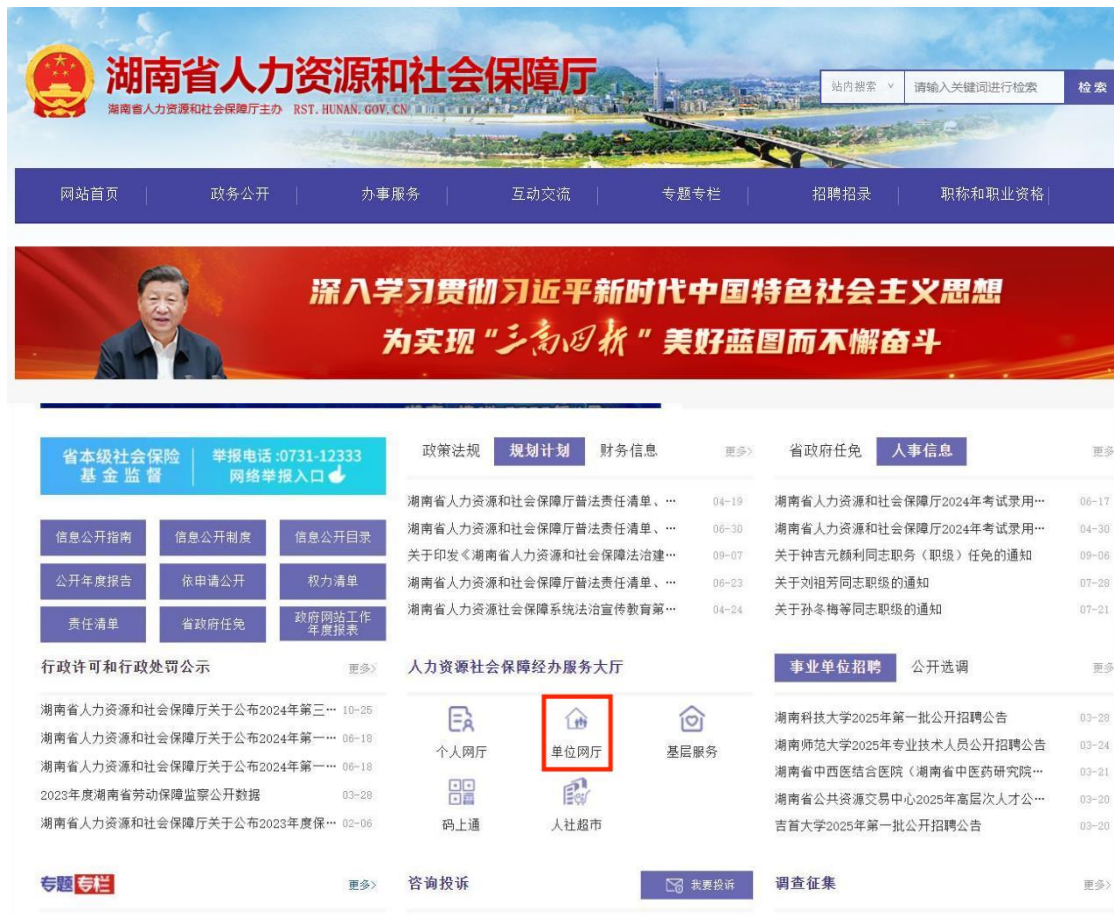 湖南省人力资源和社会保障厅
湖南省人力资源和社会保障厅主办 RST.HUNAN.GOV.CN
站内搜索 请输入关键词进行检索 检索
网站首页 政务公开 办事服务 互动交流 专题专栏 招聘招录 职称和职业资格
深入学习贯彻习近平新时代中国特色社会主义思想
为实现“三高四新”美好蓝图而不懈奋斗
省本级社会保险
基金监督
举报电话:0731-12333
网络举报入口
信息公开指南 信息公开制度 信息公开目录
公开年度报告 依申请公开 权力清单
责任清单 省政府任免 政府网站工作
年度报表
政策法规 规划计划 财务信息 更多>
湖南省人力资源和社会保障厅普法责任清单、… 04-19
湖南省人力资源和社会保障厅普法责任清单、… 06-30
关于印发《湖南省人力资源和社会保障法治建… 09-07
湖南省人力资源和社会保障厅普法责任清单、… 06-23
湖南省人力资源社会保障系统法治宣传教育第… 04-24
省政府任免 人事信息 更多
湖南省人力资源和社会保障厅2024年考试录用… 06-17
湖南省人力资源和社会保障厅2024年考试录用… 04-30
关于钟吉元颜利同志职务（职级）任免的通知 09-06
关于刘祖芳同志职级的通知 07-28
关于孙冬梅等同志职级的通知 07-21
行政许可和行政处罚公示 更多>
湖南省人力资源和社会保障厅关于公布2024年第三… 10-25
湖南省人力资源和社会保障厅关于公布2024年第一… 06-18
湖南省人力资源和社会保障厅关于公布2024年第一… 06-18
2023年度湖南省劳动保障监察公开数据 03-28
湖南省人力资源和社会保障厅关于公布2023年度保… 02-06
人力资源社会保障经办服务大厅
个人网厅 单位网厅 基层服务
码上通 人社超市
事业单位招聘 公开选调 更多
湖南科技大学2025年第一批公开招聘公告 03-28
湖南师范大学2025年专业技术人员公开招聘公告 03-24
湖南省中西医结合医院（湖南省中医药研究院… 03-21
湖南省公共资源交易中心2025年高层次人才公… 03-20
吉首大学2025年第一批公开招聘公告 03-20
专题专栏 更多>
咨询投诉 我要投诉
调查征集 更多>